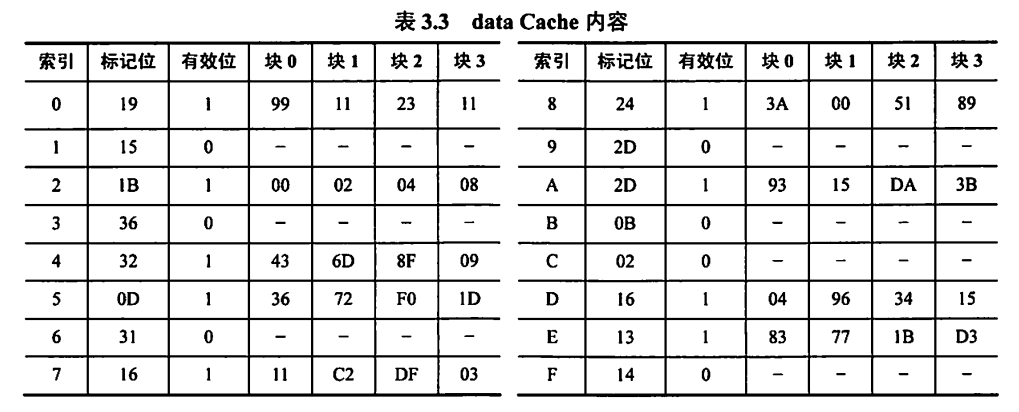 表 3.3 data Cache 内容
索引 标记位 有效位 块 0 块 1 块 2 块 3 索引 标记位 有效位 块 0 块 1 块 2 块 3
0 19 1 99 11 23 11 8 24 1 3A 00 51 89
1 15 0 – – – – 9 2D 0 – – – –
2 1B 1 00 02 04 08 A 2D 1 93 15 DA 3B
3 36 0 – – – – B 0B 0 – – – –
4 32 1 43 6D 8F 09 C 02 0 – – – –
5 0D 1 36 72 F0 1D D 16 1 04 96 34 15
6 31 0 – – – – E 13 1 83 77 1B D3
7 16 1 11 C2 DF 03 F 14 0 – – – –